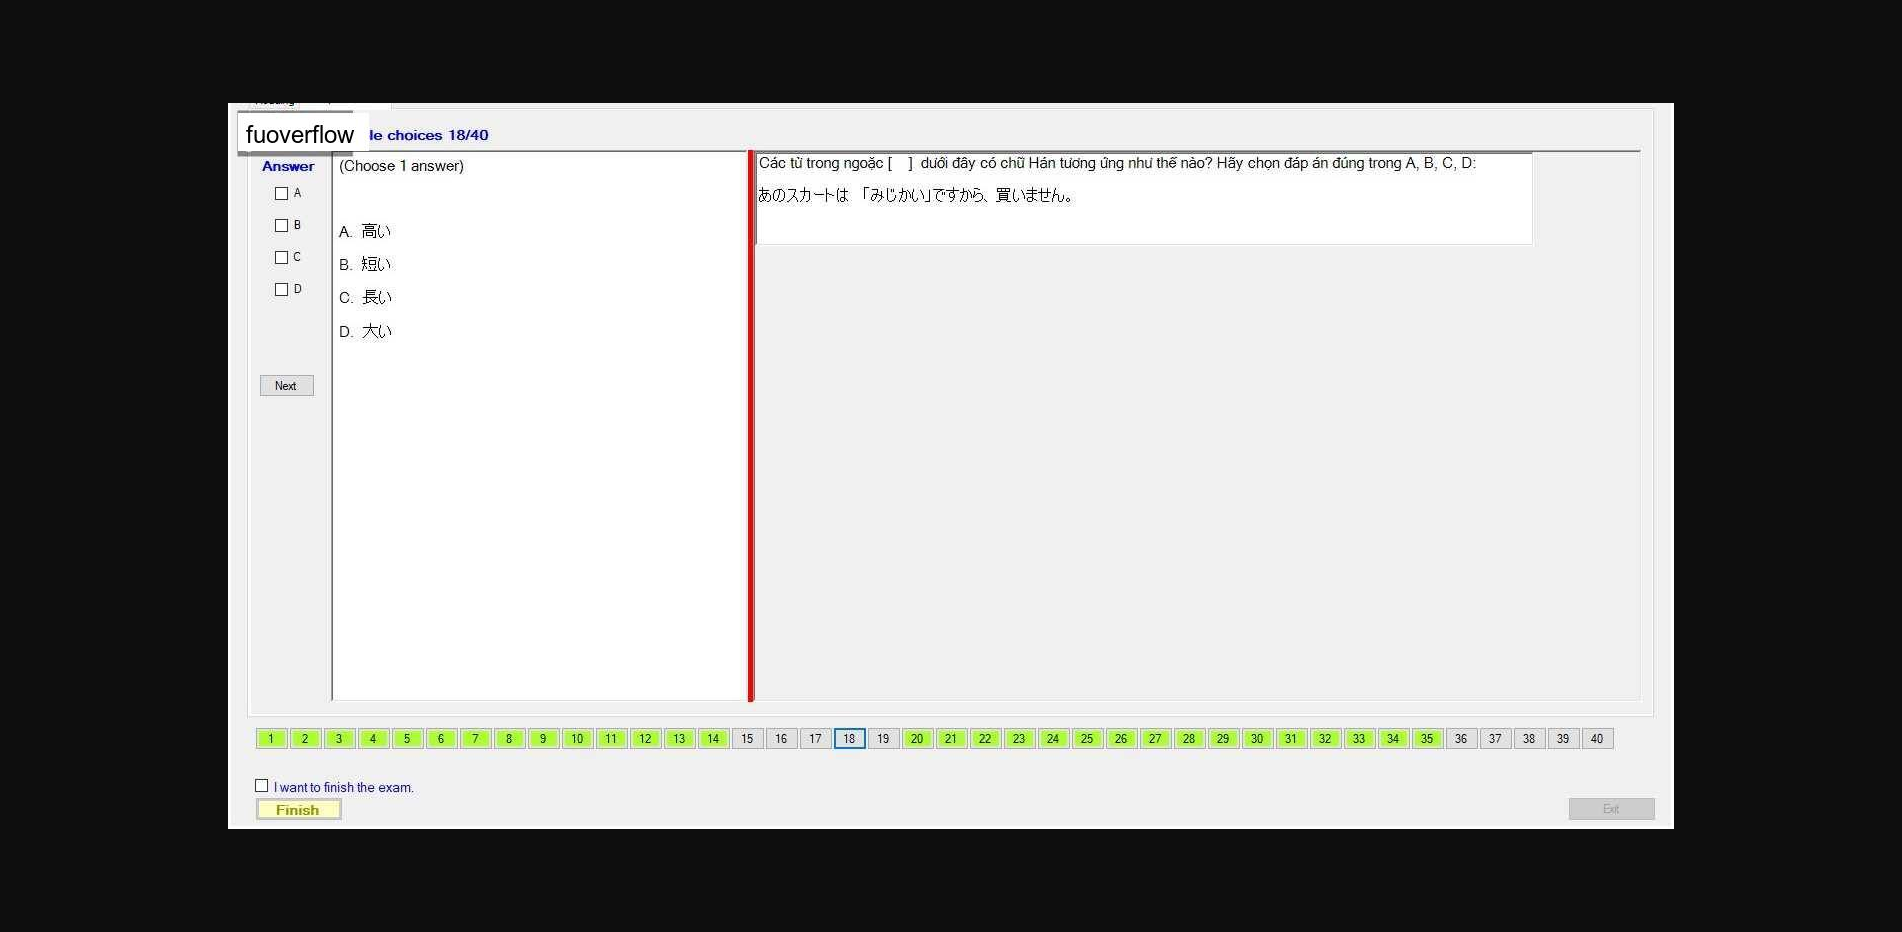 fuoverflow
le choices 18/40
Answer
(Choose 1 answer)
A
B
C
D
A. 高い
B. 短い
C. 長い
D. 大い
Next
Các từ trong ngoặc [ ] dưới đây có chữ Hán tương ứng như thế nào? Hãy chọn đáp án đúng trong A, B, C, D:
あのスカートは 「みじかい」ですから、買いません。
1 2 3 4 5 6 7 8 9 10 11 12 13 14 15 16 17 18 19 20 21 22 23 24 25 26 27 28 29 30 31 32 33 34 35 36 37 38 39 40
I want to finish the exam.
Finish
Exit